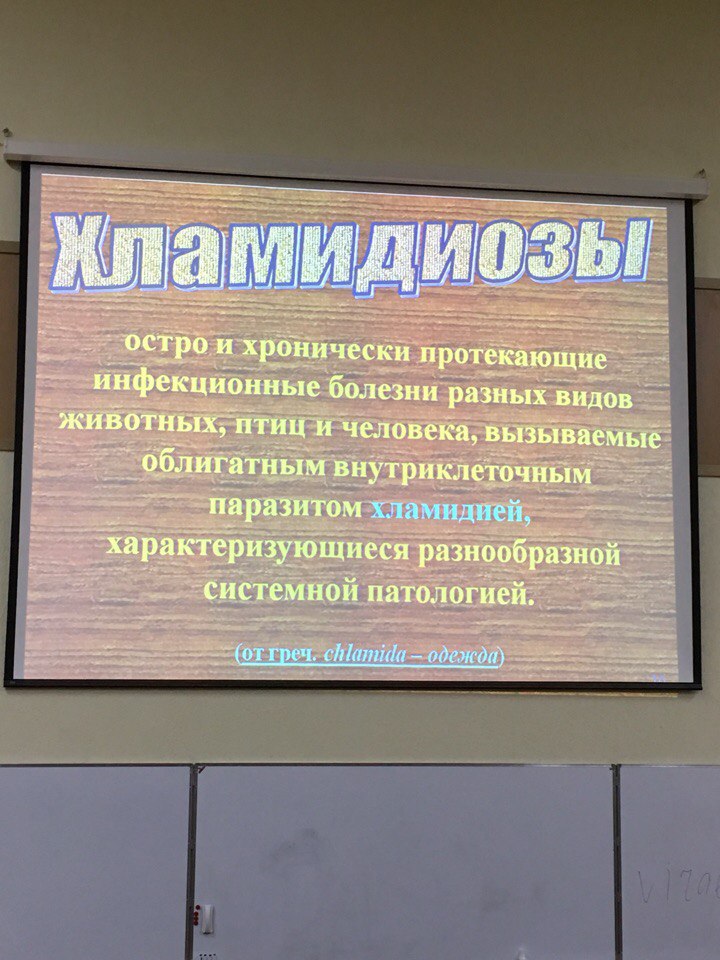 Хламидиозы
остро и хронически протекающие
инфекционные болезни разных видов
животных, птиц и человека, вызываемые
облигатным внутриклеточным
паразитом хламидией,
характеризующиеся разнообразной
системной патологией.
(от греч. chlamida – одежда)